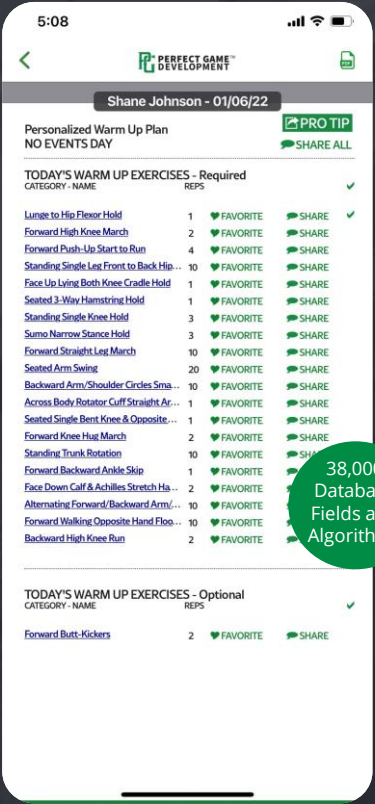 5:08
PG PERFECT GAME™
DEVELOPMENT
PDF
Shane Johnson - 01/06/22
Personalized Warm Up Plan
NO EVENTS DAY
PRO TIP
SHARE ALL
TODAY'S WARM UP EXERCISES - Required
CATEGORY - NAME REPS
Lunge to Hip Flexor Hold 1 FAVORITE SHARE
Forward High Knee March 2 FAVORITE SHARE
Forward Push-Up Start to Run 4 FAVORITE SHARE
Standing Single Leg Front to Back Hip... 10 FAVORITE SHARE
Face Up Lying Both Knee Cradle Hold 1 FAVORITE SHARE
Seated 3-Way Hamstring Hold 1 FAVORITE SHARE
Standing Single Knee Hold 3 FAVORITE SHARE
Sumo Narrow Stance Hold 3 FAVORITE SHARE
Forward Straight Leg March 10 FAVORITE SHARE
Seated Arm Swing 20 FAVORITE SHARE
Backward Arm/Shoulder Circles Sma... 10 FAVORITE SHARE
Across Body Rotator Cuff Straight Ar... 1 FAVORITE SHARE
Seated Single Bent Knee & Opposite... 1 FAVORITE SHARE
Forward Knee Hug March 2 FAVORITE SHARE
Standing Trunk Rotation 10 FAVORITE
Forward Backward Ankle Skip 1 FAVORITE
Face Down Calf & Achilles Stretch Ha... 2 FAVORITE
Alternating Forward/Backward Arm/... 10 FAVORITE
Forward Walking Opposite Hand Floo... 10 FAVORITE
Backward High Knee Run 2 FAVORITE
38,000
Databa
Fields a
Algorith
TODAY'S WARM UP EXERCISES - Optional
CATEGORY - NAME REPS
Forward Butt-Kickers 2 FAVORITE SHARE